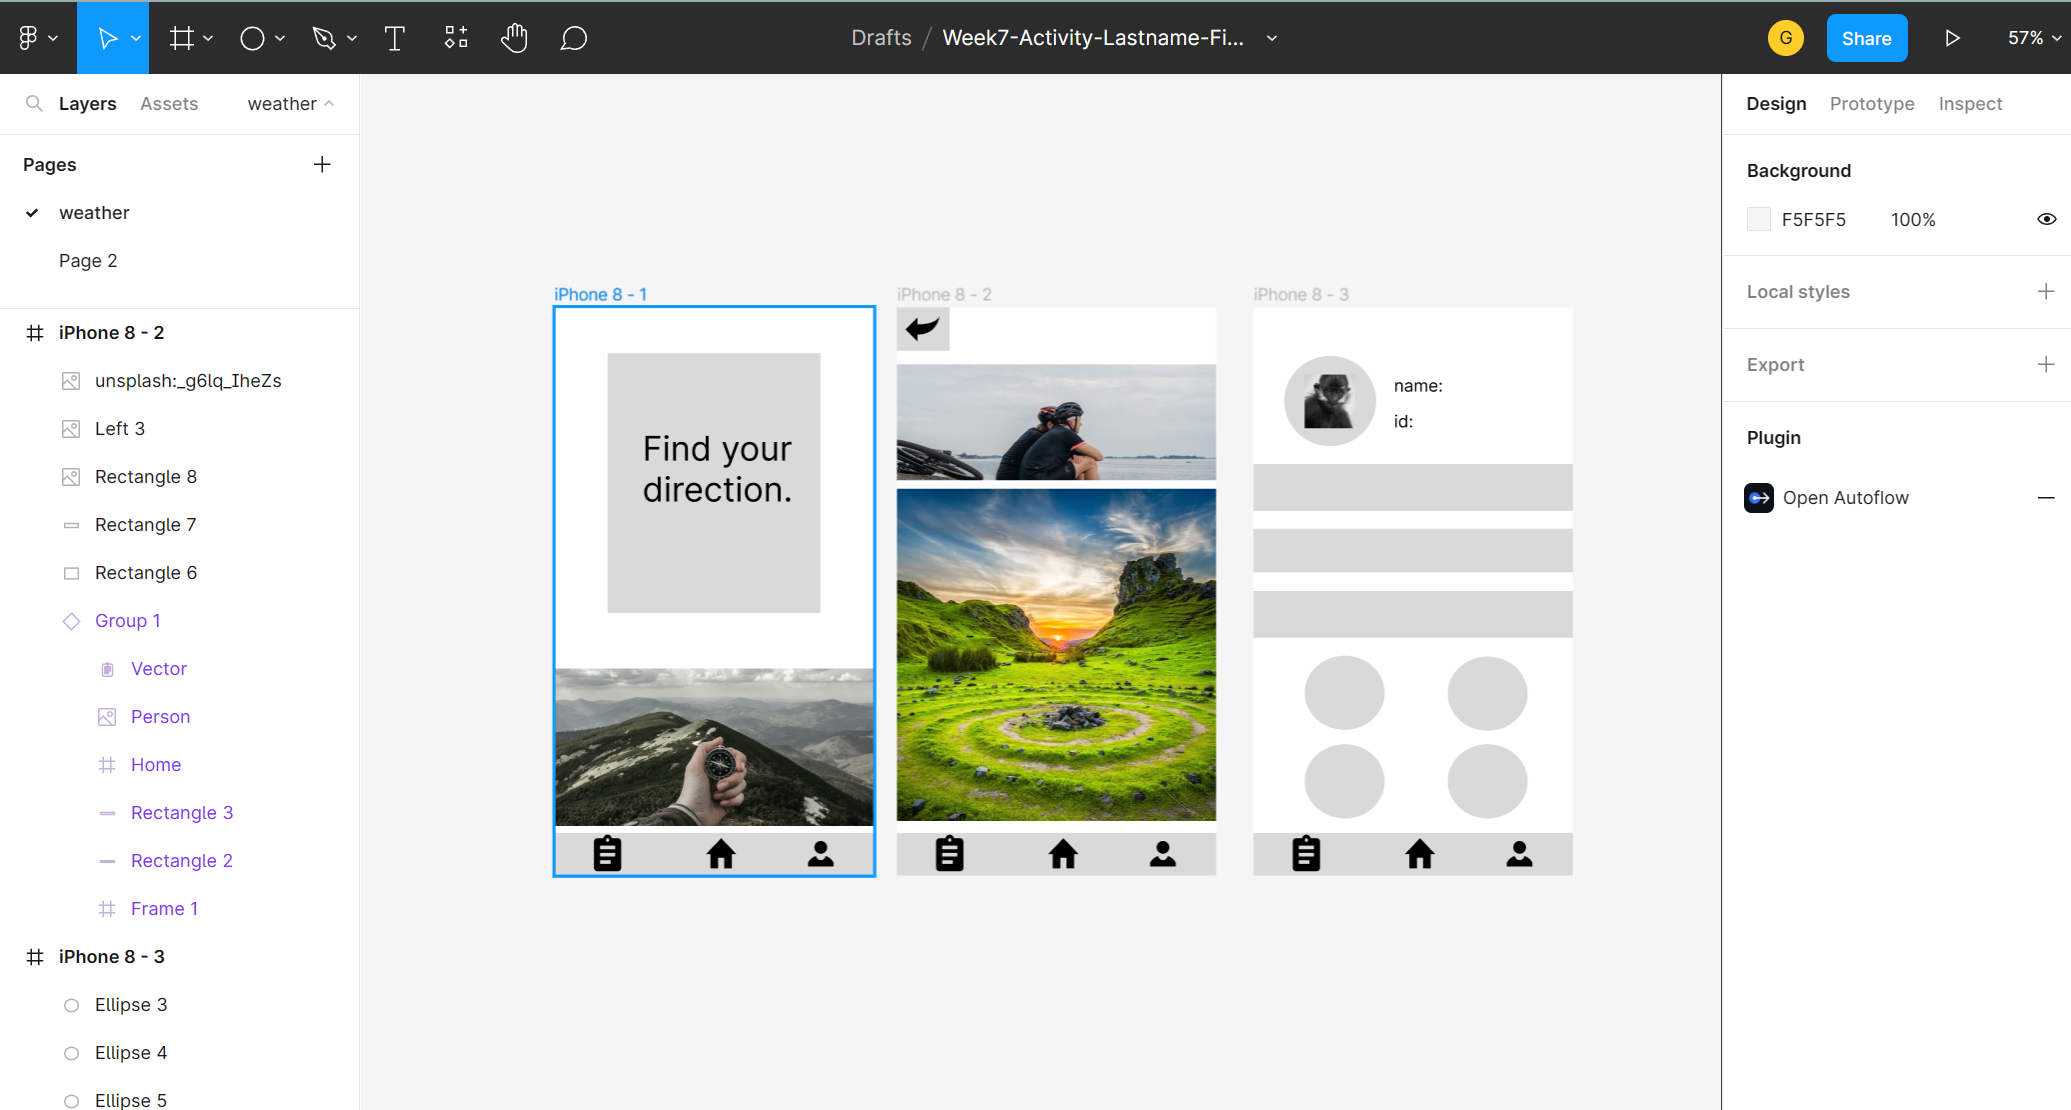 Drafts / Week7-Activity-Lastname-Fi...
G
Share
57%
Layers
Assets
weather
Pages
weather
Page 2
iPhone 8 - 2
unsplash:_g6lq_IheZs
Left 3
Rectangle 8
Rectangle 7
Rectangle 6
Group 1
Vector
Person
Home
Rectangle 3
Rectangle 2
Frame 1
iPhone 8 - 3
Ellipse 3
Ellipse 4
Ellipse 5
iPhone 8 - 1
Find your
direction.
iPhone 8 - 2
iPhone 8 - 3
name:
id:
Design
Prototype
Inspect
Background
F5F5F5
100%
Local styles
Export
Plugin
Open Autoflow